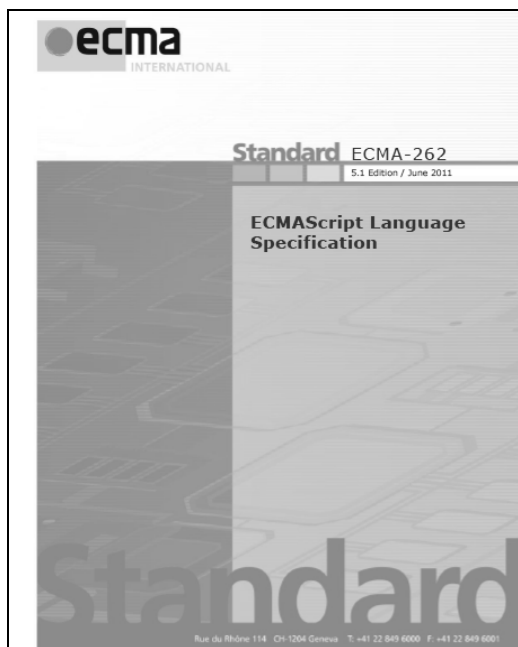 ecma
INTERNATIONAL
Standard ECMA-262
5.1 Edition / June 2011
ECMAScript Language
Specification
Standard
Rue du Rhône 114 CH-1204 Geneva T: +41 22 849 6000 F: +41 22 849 6001